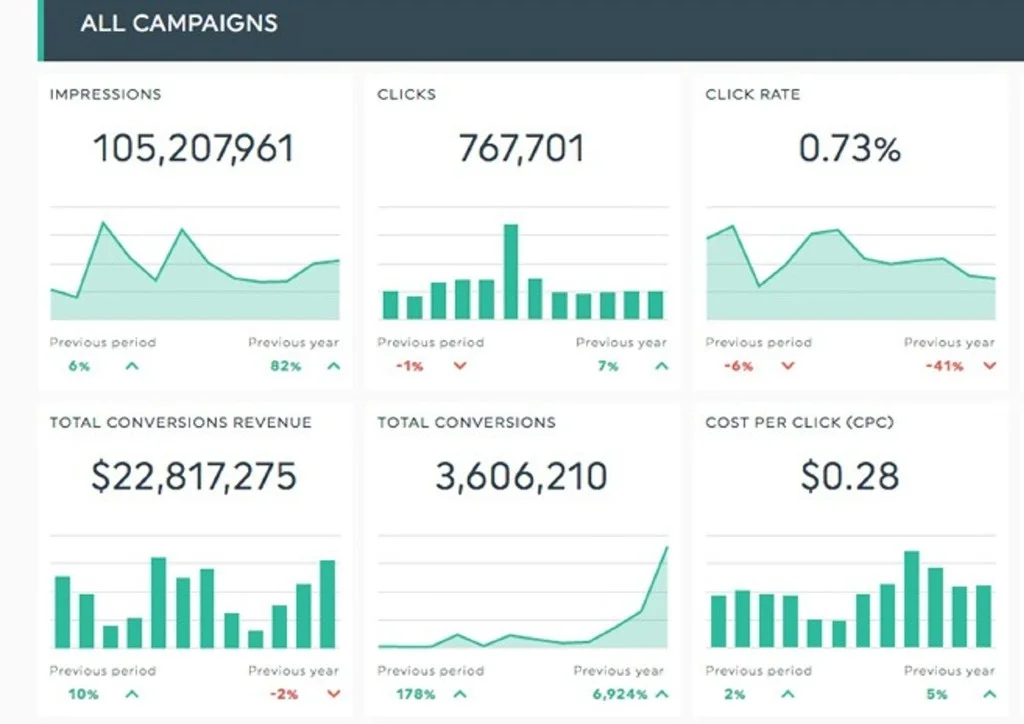 ALL CAMPAIGNS
IMPRESSIONS
105,207,961
Previous period
Previous year
6%
82%
CLICKS
767,701
Previous period
Previous year
-1%
7%
CLICK RATE
0.73%
Previous period
Previous year
-6%
-41%
TOTAL CONVERSIONS REVENUE
$22,817,275
Previous period
Previous year
10%
-2%
TOTAL CONVERSIONS
3,606,210
Previous period
Previous year
178%
6,924%
COST PER CLICK (CPC)
$0.28
Previous period
Previous year
2%
5%